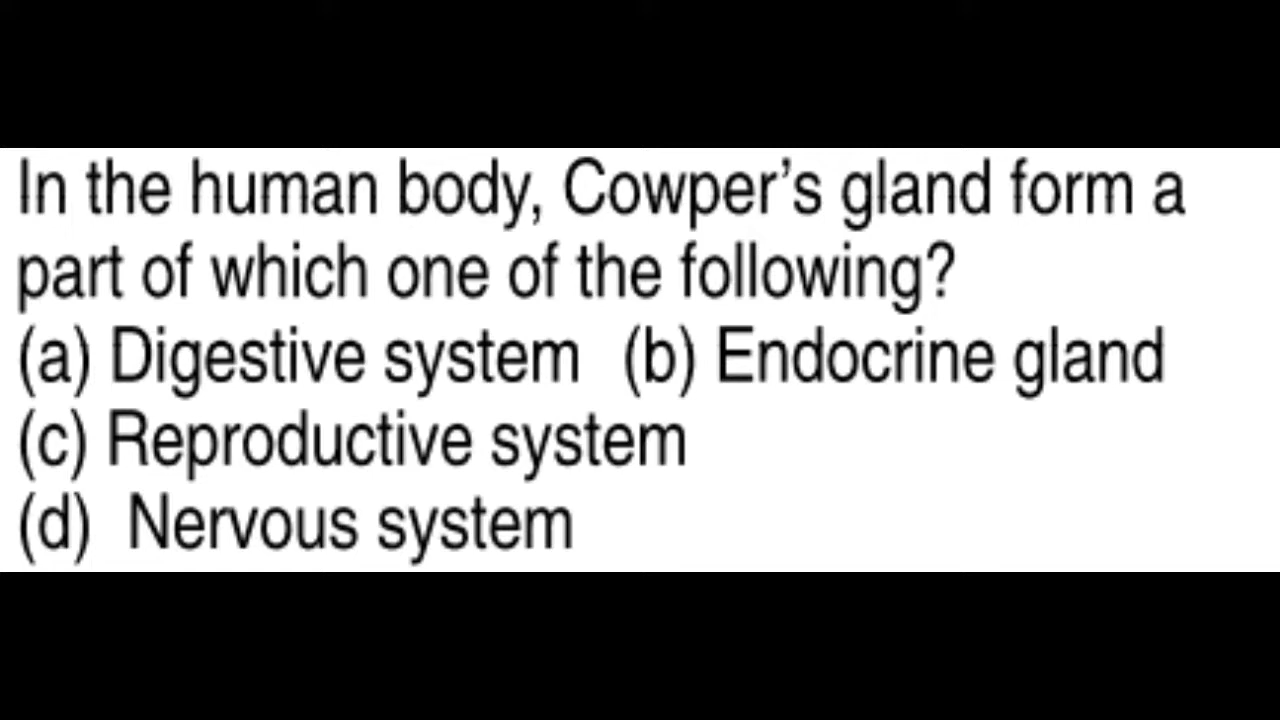 In the human body, Cowper’s gland form a
part of which one of the following?
(a) Digestive system (b) Endocrine gland
(c) Reproductive system
(d) Nervous system